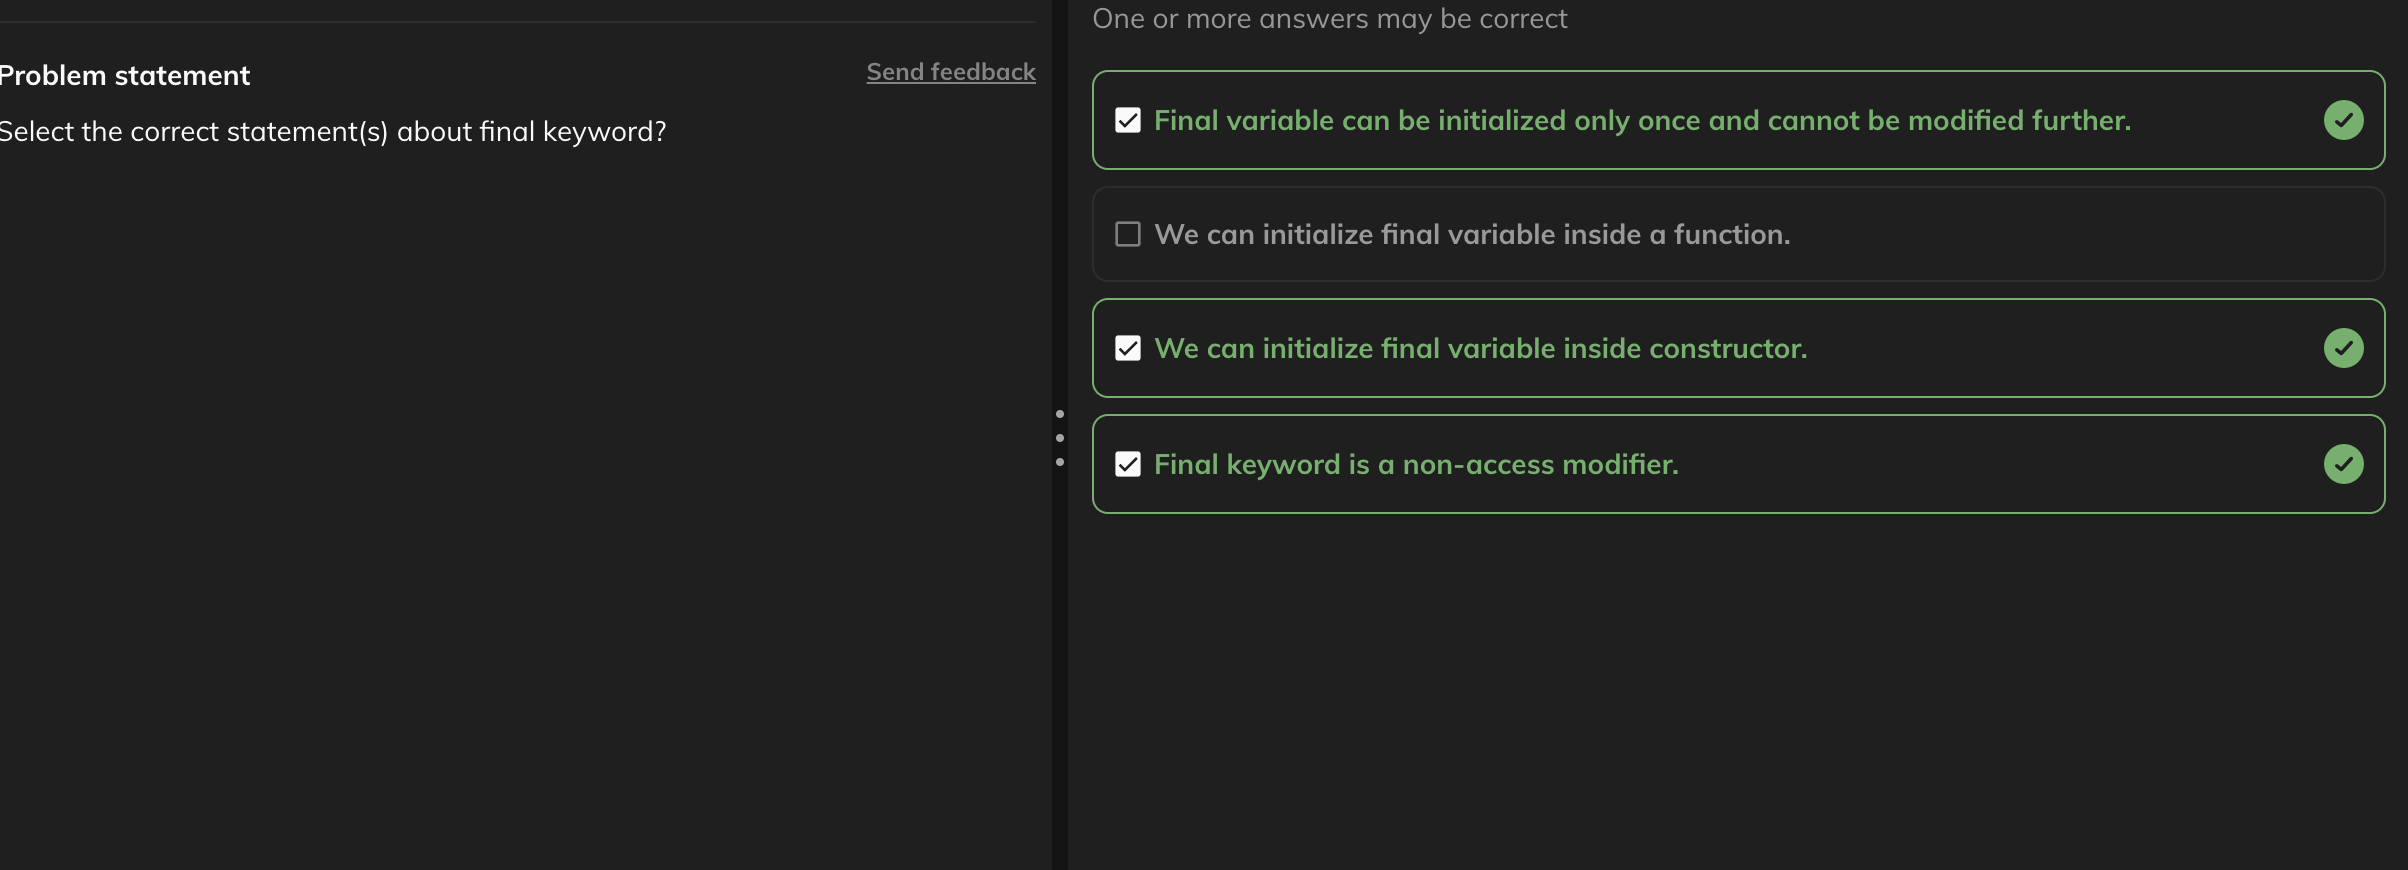 Problem statement
Send feedback
Select the correct statement(s) about final keyword?
One or more answers may be correct
Final variable can be initialized only once and cannot be modified further.
We can initialize final variable inside a function.
We can initialize final variable inside constructor.
Final keyword is a non-access modifier.